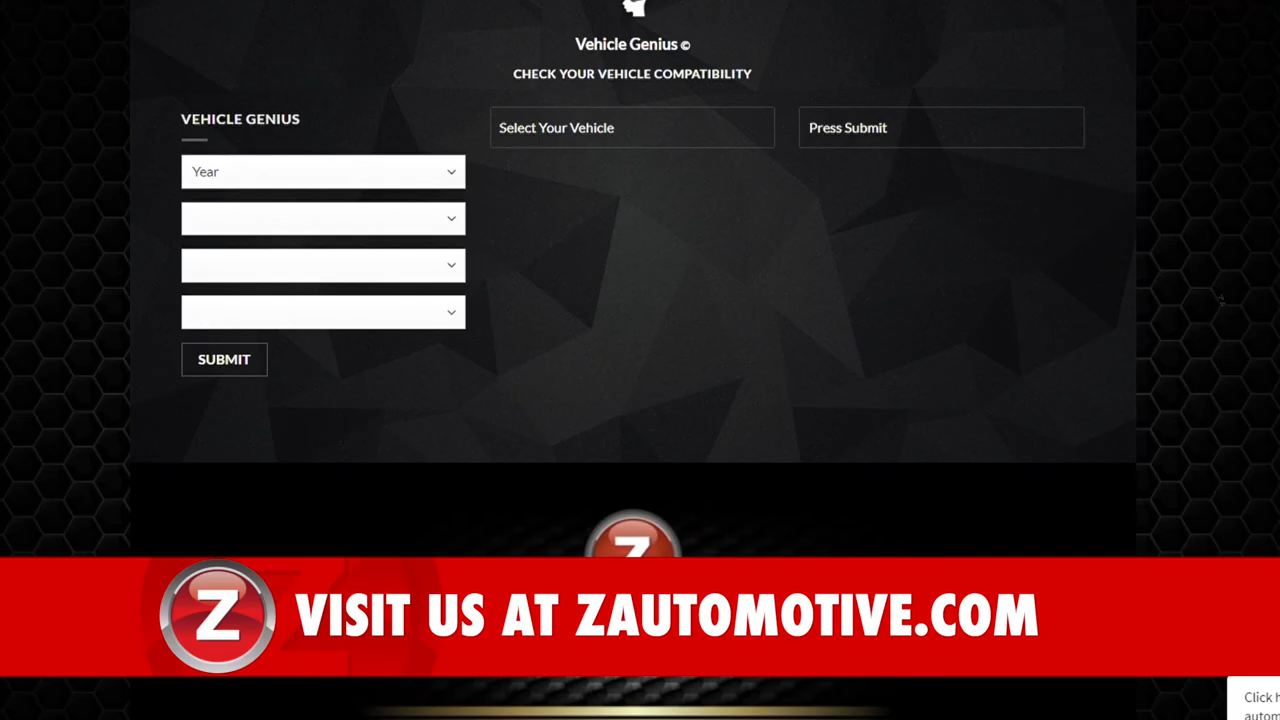 Vehicle Genius ©
CHECK YOUR VEHICLE COMPATIBILITY
VEHICLE GENIUS
Select Your Vehicle
Press Submit
Year
SUBMIT
Z
Z VISIT US AT ZAUTOMOTIVE.COM
Click